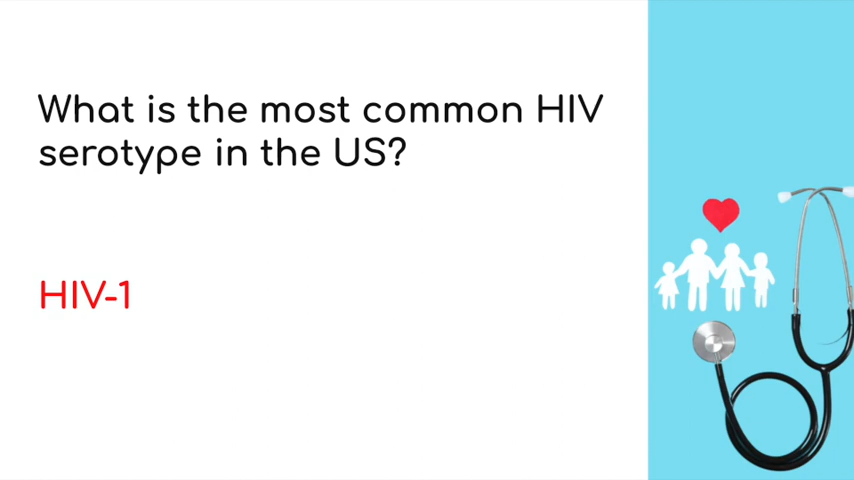 What is the most common HIV
serotype in the US?
HIV-1